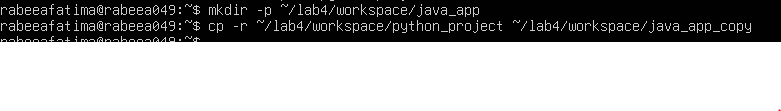 rabeeafatima@rabeea049:~$ mkdir -p ~/lab4/workspace/java_app
rabeeafatima@rabeea049:~$ cp -r ~/lab4/workspace/python_project ~/lab4/workspace/java_app_copy
rabeeafatima@rabeea049:~$